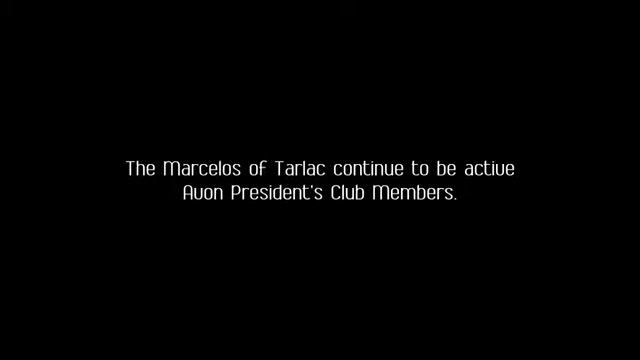 The Marcelos of Tarlac continue to be active
Avon President's Club Members.